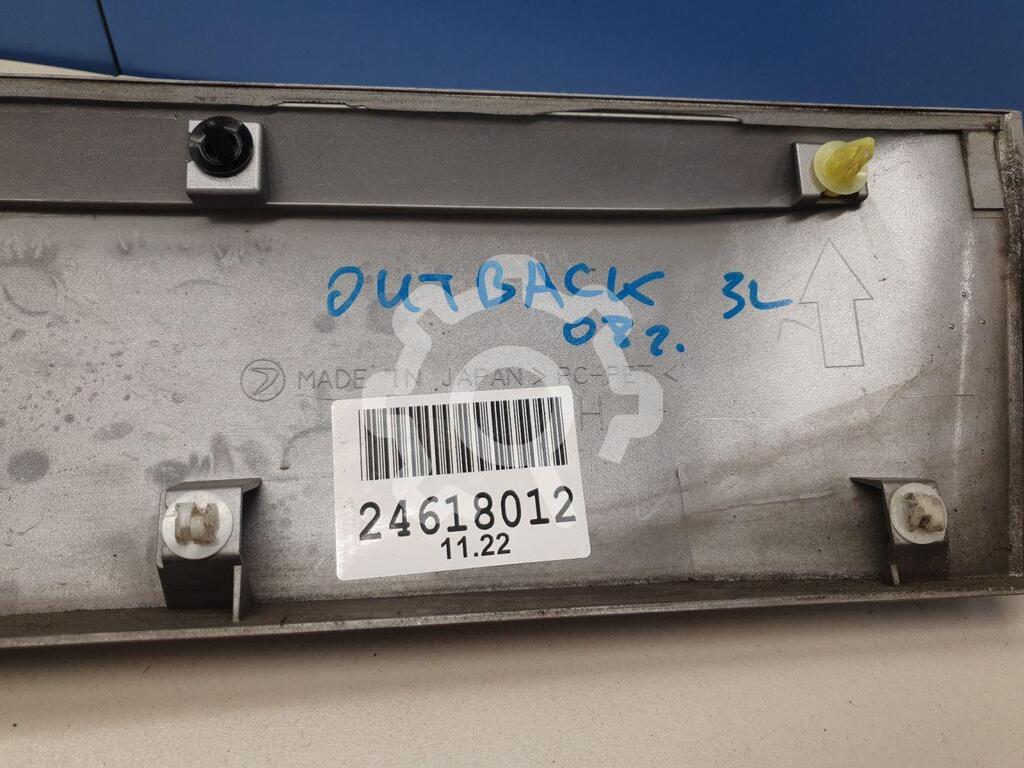 OUTBACK 3L
08г.
MADE IN JAPAN >PC-PET<
H
24618012
11.22